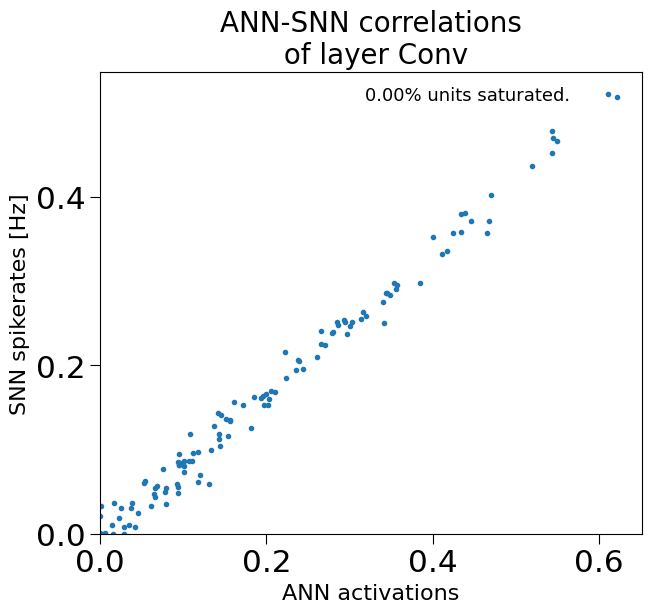 ANN-SNN correlations
of layer Conv
0.00% units saturated.
SNN spikerates [Hz]
0.4
0.2
0.0
0.0 0.2 0.4 0.6
ANN activations